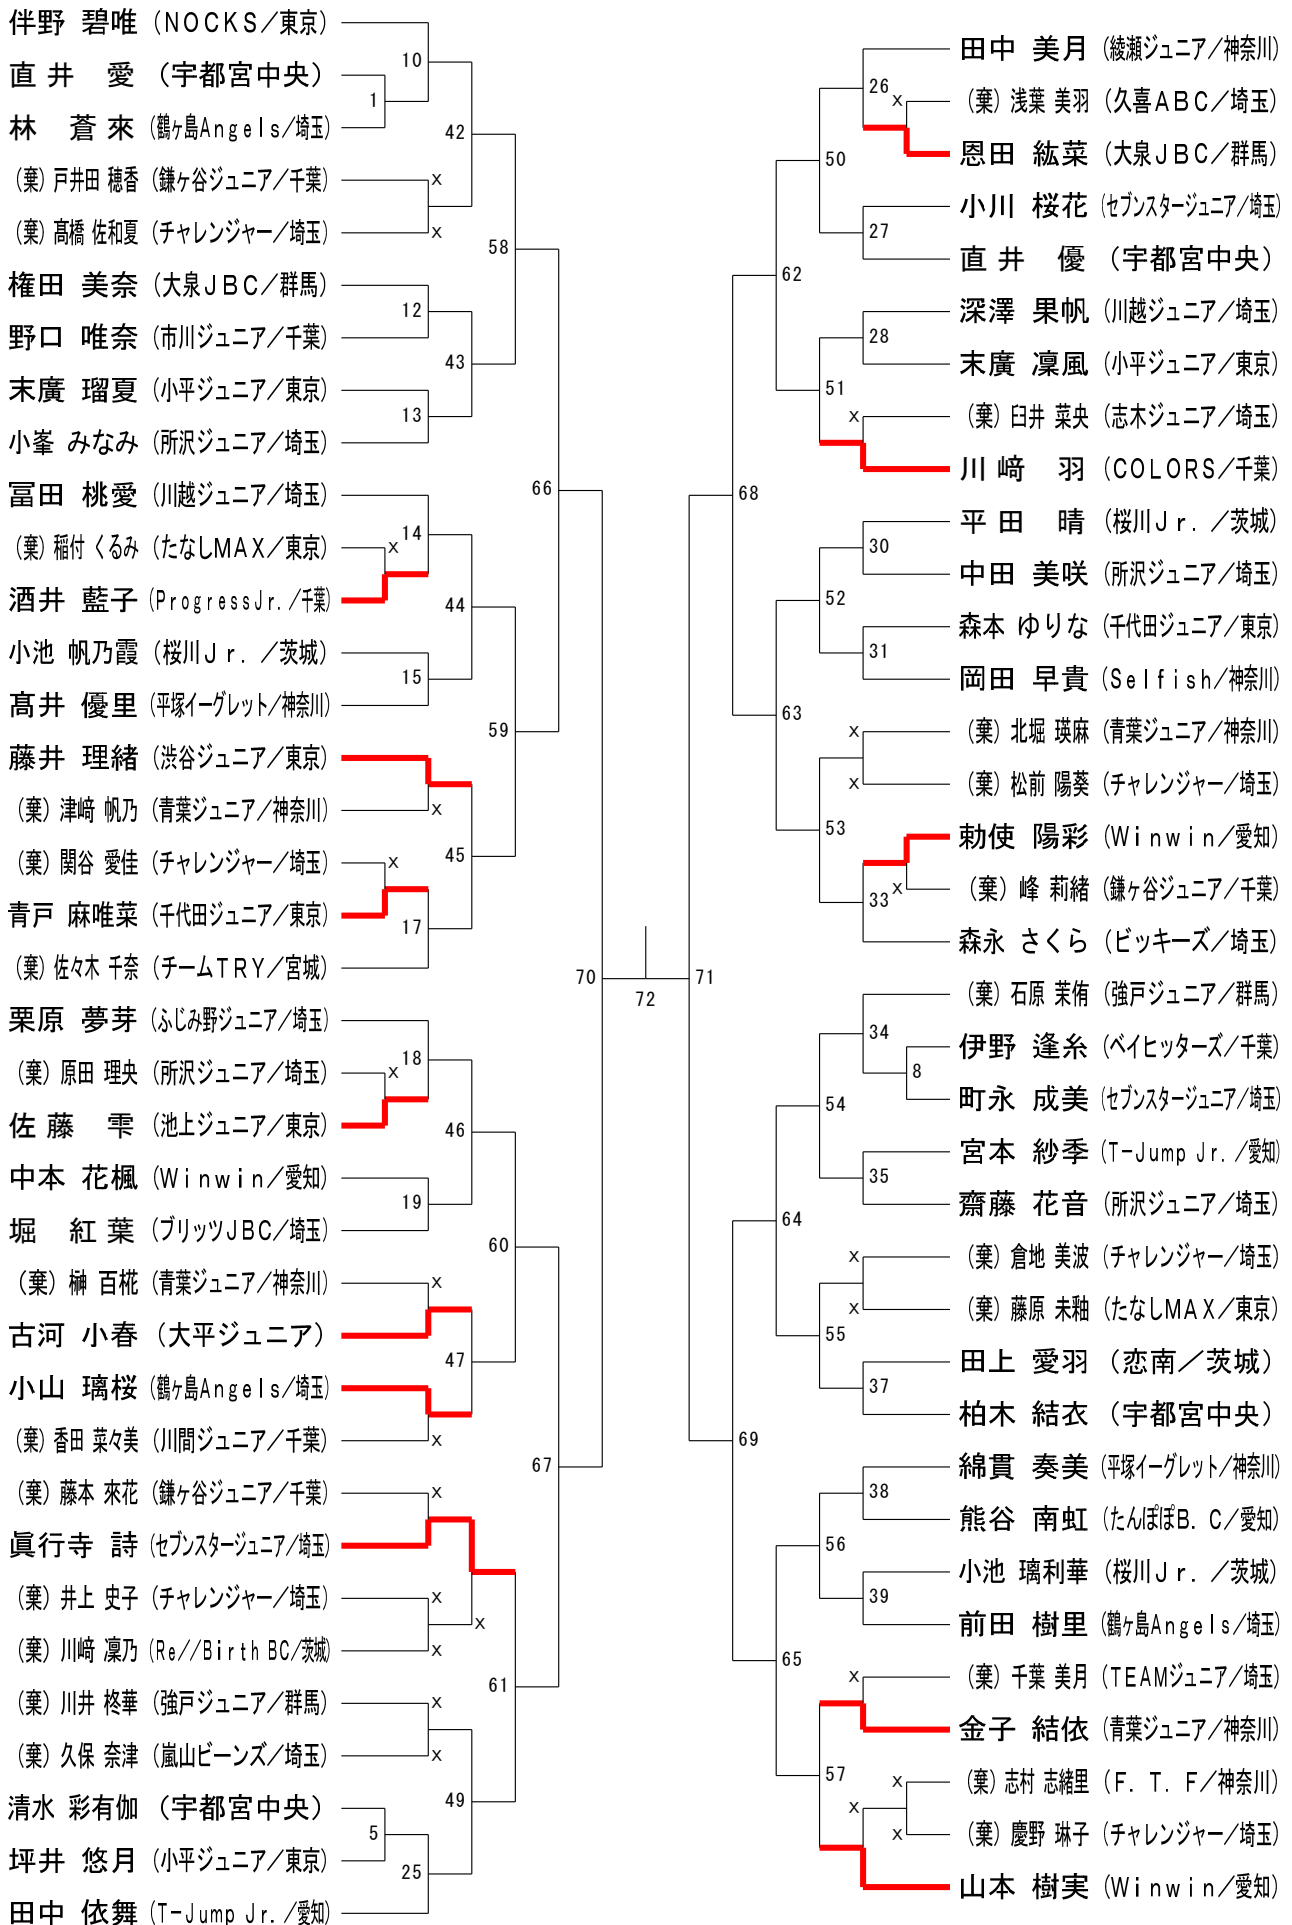 伴野 碧唯 (NOCKS／東京)
直井 愛 (宇都宮中央)
林 蒼來 (鶴ヶ島Angels／埼玉)
(棄) 戸井田 穂香 (鎌ヶ谷ジュニア／千葉)
(棄) 髙橋 佐和夏 (チャレンジャー／埼玉)
権田 美奈 (大泉JBC／群馬)
野口 唯奈 (市川ジュニア／千葉)
末廣 瑠夏 (小平ジュニア／東京)
小峯 みなみ (所沢ジュニア／埼玉)
冨田 桃愛 (川越ジュニア／埼玉)
(棄) 稲付 くるみ (たなしMAX／東京)
酒井 藍子 (ProgressJr.／千葉)
小池 帆乃霞 (桜川Jr.／茨城)
髙井 優里 (平塚イーグレット／神奈川)
藤井 理緒 (渋谷ジュニア／東京)
(棄) 津﨑 帆乃 (青葉ジュニア／神奈川)
(棄) 関谷 愛佳 (チャレンジャー／埼玉)
青戸 麻唯菜 (千代田ジュニア／東京)
(棄) 佐々木 千奈 (チームTRY／宮城)
栗原 夢芽 (ふじみ野ジュニア／埼玉)
(棄) 原田 理央 (所沢ジュニア／埼玉)
佐藤 雫 (池上ジュニア／東京)
中本 花楓 (Winwin／愛知)
堀 紅葉 (ブリッツJBC／埼玉)
(棄) 榊 百椛 (青葉ジュニア／神奈川)
古河 小春 (大平ジュニア)
小山 璃桜 (鶴ヶ島Angels／埼玉)
(棄) 香田 菜々美 (川間ジュニア／千葉)
(棄) 藤本 來花 (鎌ヶ谷ジュニア／千葉)
眞行寺 詩 (セブンスタージュニア／埼玉)
(棄) 井上 史子 (チャレンジャー／埼玉)
(棄) 川﨑 凜乃 (Re//Birth BC／茨城)
(棄) 川井 柊華 (強戸ジュニア／群馬)
(棄) 久保 奈津 (嵐山ビーンズ／埼玉)
清水 彩有伽 (宇都宮中央)
坪井 悠月 (小平ジュニア／東京)
田中 依舞 (T-Jump Jr.／愛知)
1
5
x
x
x
10
x
x
12
13
14
15
x
17
18
19
x
x
x
x
x
x
x
25
42
43
44
45
46
47
x
49
58
59
60
61
66
67
70
72
71
68
69
62
63
64
65
50
51
52
53
54
55
56
57
26
27
28
x
30
31
x
x
33
34
35
x
x
37
38
39
x
x
x
x
8
x
x
田中 美月 (綾瀬ジュニア／神奈川)
(棄) 浅葉 美羽 (久喜ABC／埼玉)
恩田 紘菜 (大泉JBC／群馬)
小川 桜花 (セブンスタージュニア／埼玉)
直井 優 (宇都宮中央)
深澤 果帆 (川越ジュニア／埼玉)
末廣 凜風 (小平ジュニア／東京)
(棄) 臼井 菜央 (志木ジュニア／埼玉)
川﨑 羽 (COLORS／千葉)
平田 晴 (桜川Jr.／茨城)
中田 美咲 (所沢ジュニア／埼玉)
森本 ゆりな (千代田ジュニア／東京)
岡田 早貴 (Selfish／神奈川)
(棄) 北堀 瑛麻 (青葉ジュニア／神奈川)
(棄) 松前 陽葵 (チャレンジャー／埼玉)
勅使 陽彩 (Winwin／愛知)
(棄) 峰 莉緒 (鎌ヶ谷ジュニア／千葉)
森永 さくら (ビッキーズ／埼玉)
(棄) 石原 茉侑 (強戸ジュニア／群馬)
伊野 逢糸 (ベイヒッターズ／千葉)
町永 成美 (セブンスタージュニア／埼玉)
宮本 紗季 (T-Jump Jr.／愛知)
齋藤 花音 (所沢ジュニア／埼玉)
(棄) 倉地 美波 (チャレンジャー／埼玉)
(棄) 藤原 未釉 (たなしMAX／東京)
田上 愛羽 (恋南／茨城)
柏木 結衣 (宇都宮中央)
綿貫 奏美 (平塚イーグレット／神奈川)
熊谷 南虹 (たんぽぽB.C／愛知)
小池 璃利華 (桜川Jr.／茨城)
前田 樹里 (鶴ヶ島Angels／埼玉)
(棄) 千葉 美月 (TEAMジュニア／埼玉)
金子 結依 (青葉ジュニア／神奈川)
(棄) 志村 志緒里 (F.T.F／神奈川)
(棄) 慶野 琳子 (チャレンジャー／埼玉)
山本 樹実 (Winwin／愛知)